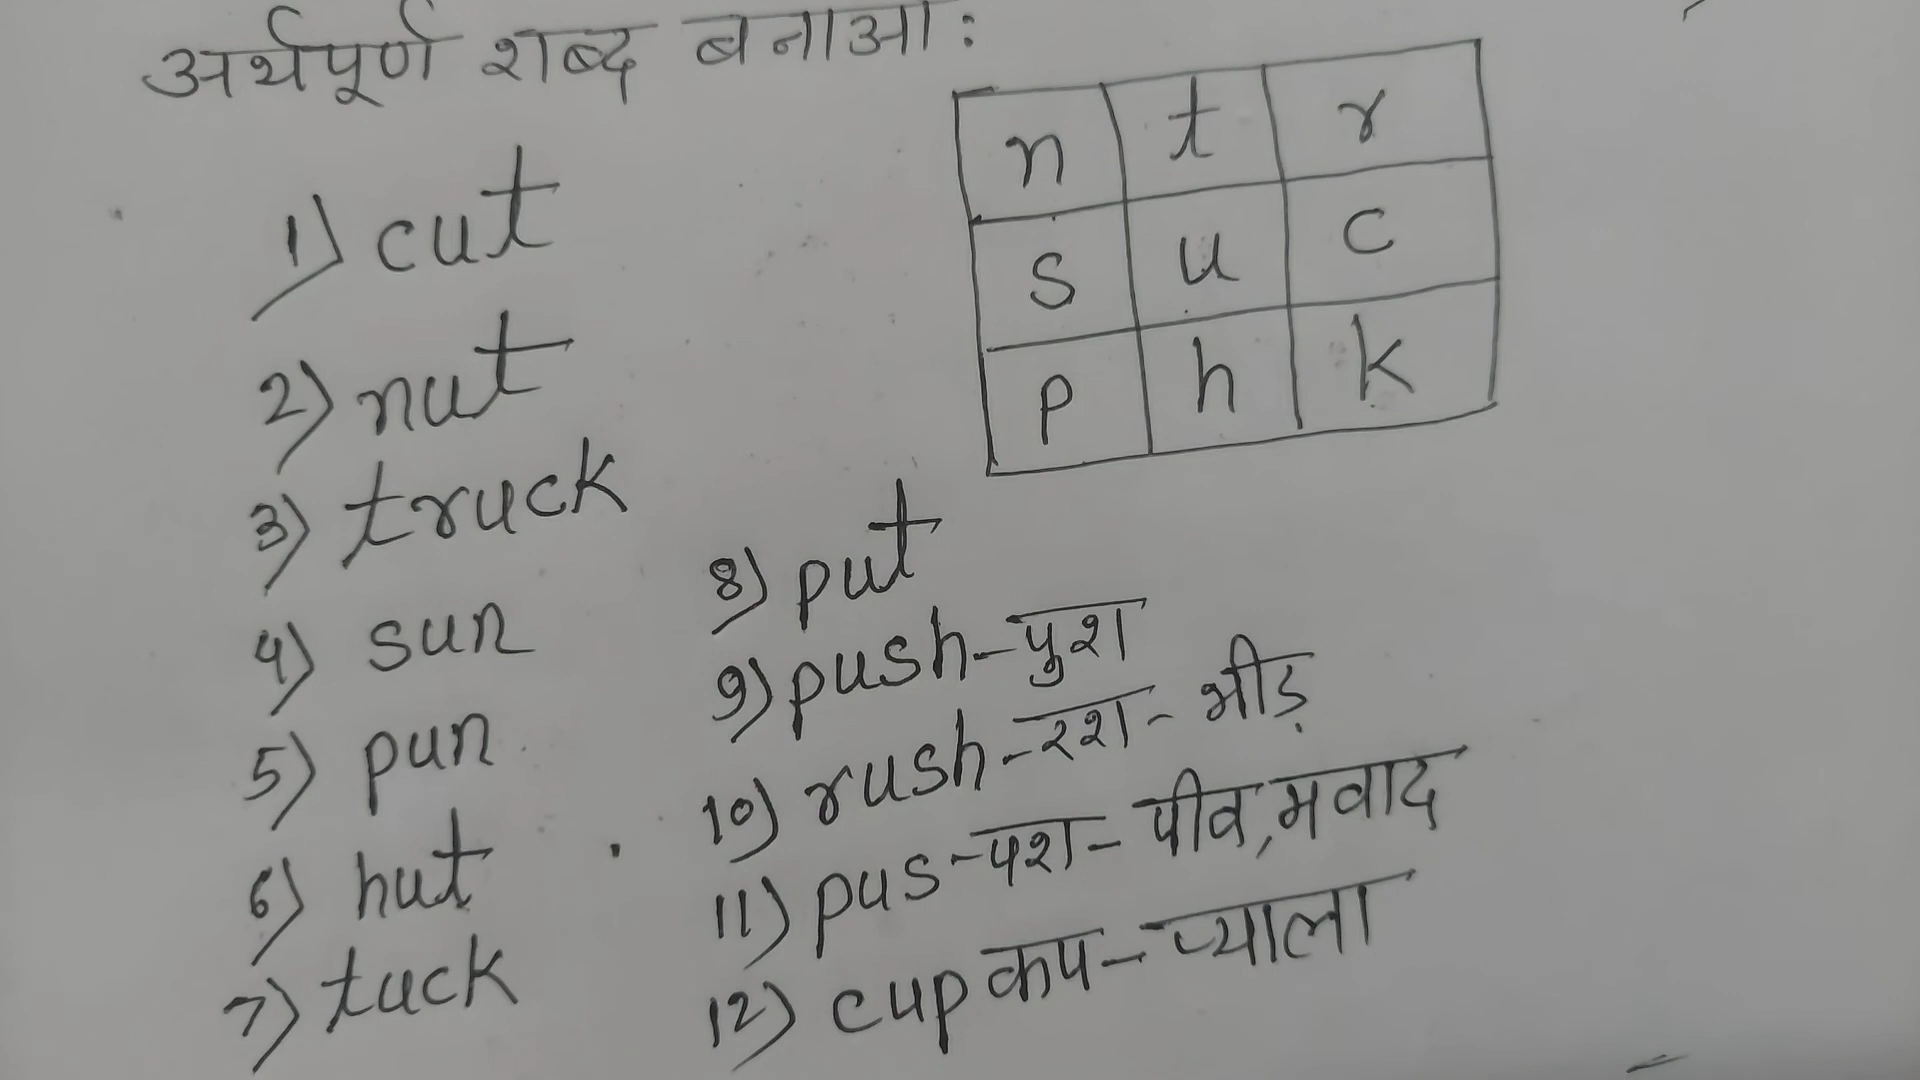 अर्थपूर्ण शब्द बनाओ:
n t r
s u c
p h k
1) cut
2) nut
3) truck
4) sun
5) pun
6) hut
7) tuck
8) put
9) push-पुश
10) rush-रश-भीड़
11) pus-पश-पीव,मवाद
12) cup कप-प्याला